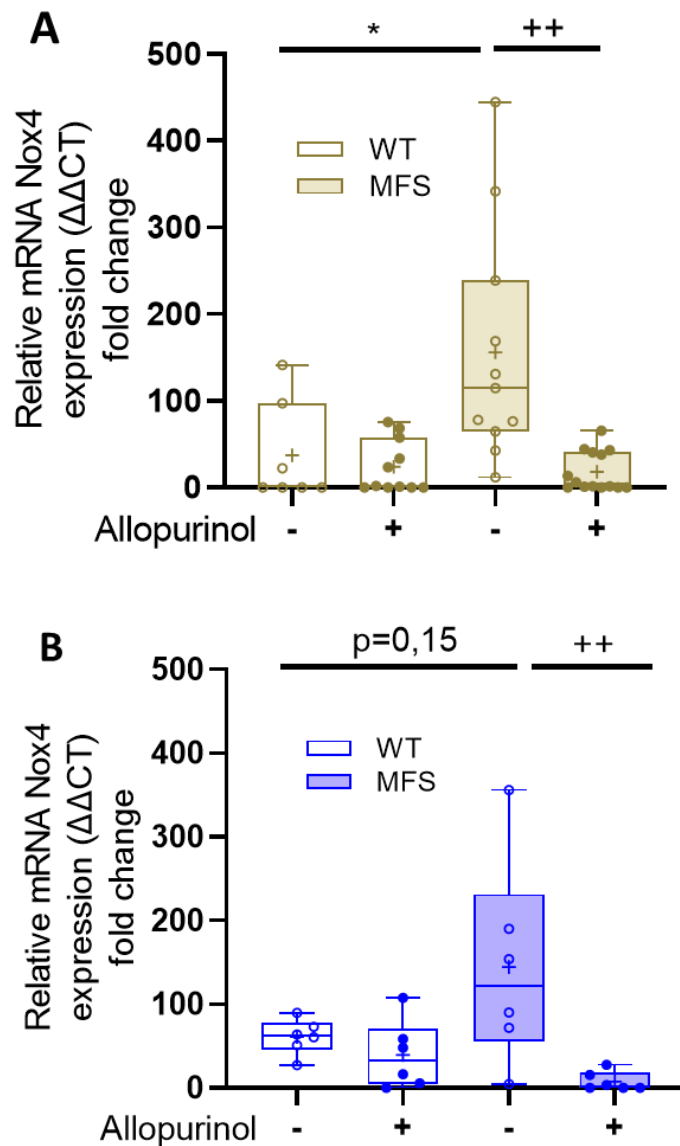 A
*
++
500
400
300
200
100
0
Relative mRNA Nox4
expression (ΔΔCT)
fold change
WT
MFS
Allopurinol - + - +
B
p=0,15
++
500
400
300
200
100
0
Relative mRNA Nox4
expression (ΔΔCT)
fold change
WT
MFS
Allopurinol - + - +